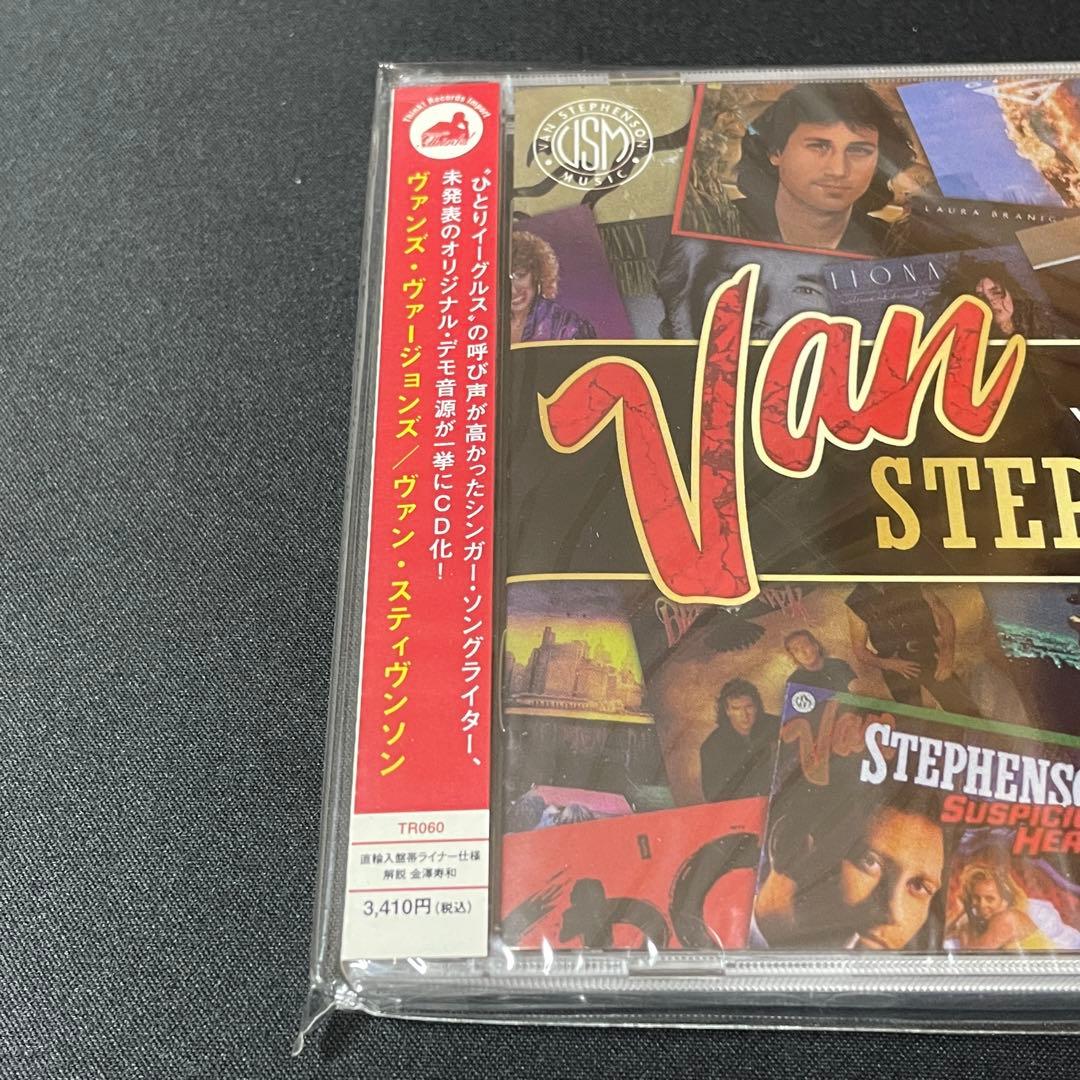 Think! Records Import
"ひとりイーグルス"の呼び声が高かったシンガー・ソングライター、
未発表のオリジナル・デモ音源が一挙にCD化！
ヴァンズ・ヴァージョンズ／ヴァン・スティヴンソン
TR060
直輸入盤帯ライナー仕様
解説 金澤寿和
3,410円(税込)
VAN STEPHENSON
VSM
MUSIC
LAURA BRANIG
FIONA
Van
STEP
Van
STEPHENSO
SUSPICIO
HEA